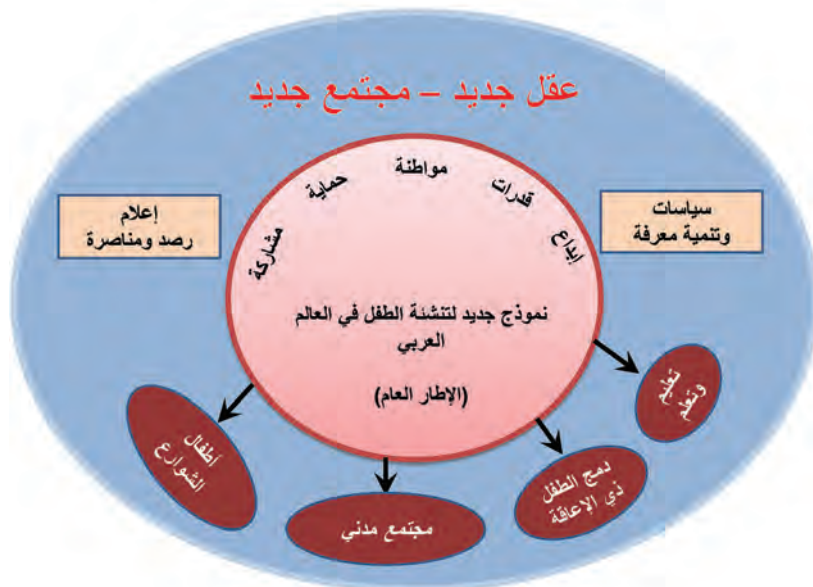 عقل جديد – مجتمع جديد
سياسات
وتنمية معرفة
إعلام
رصد ومناصرة
إبداع
قدرات
مواطنة
حماية
مشاركة
نموذج جديد لتنشئة الطفل في العالم
العربي
(الإطار العام)
تعليم
وتعلم
دمج الطفل
ذي الإعاقة
مجتمع مدني
أطفال
الشوارع